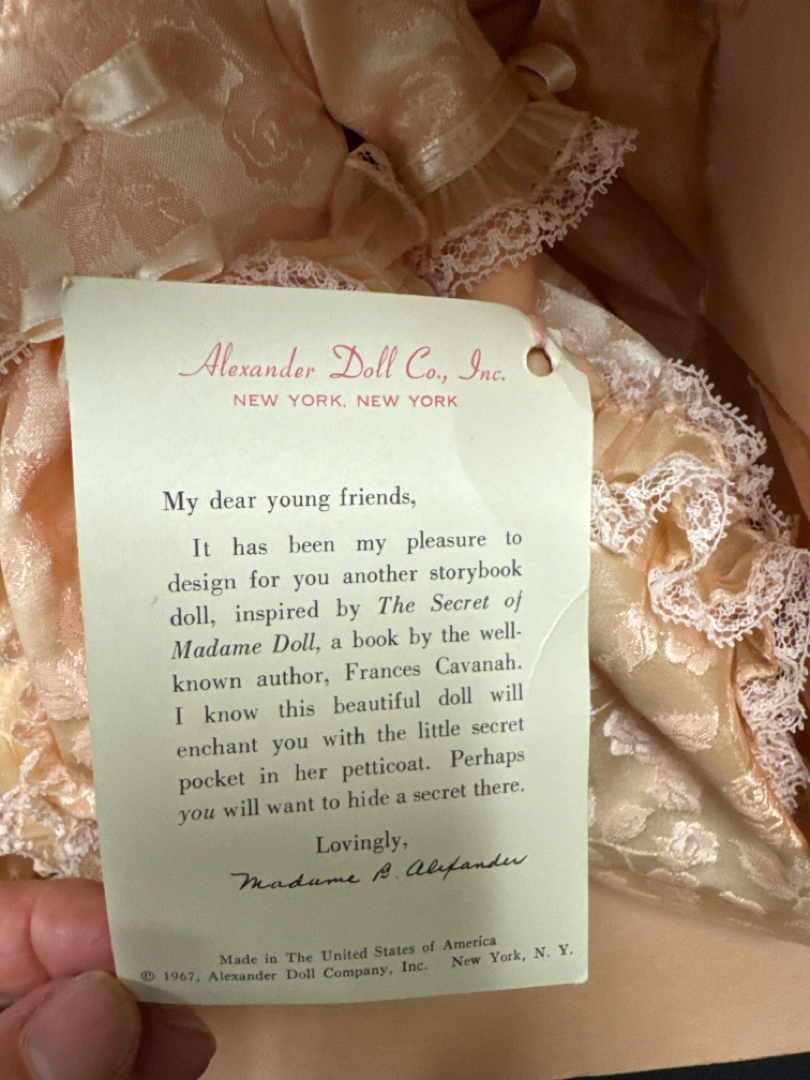 Alexander Doll Co., Inc.
NEW YORK, NEW YORK
My dear young friends,
It has been my pleasure to
design for you another storybook
doll, inspired by The Secret of
Madame Doll, a book by the well-
known author, Frances Cavanah.
I know this beautiful doll will
enchant you with the little secret
pocket in her petticoat. Perhaps
you will want to hide a secret there.
Lovingly,
Madame B. Alexander
Made in The United States of America
© 1967, Alexander Doll Company, Inc. New York, N. Y.